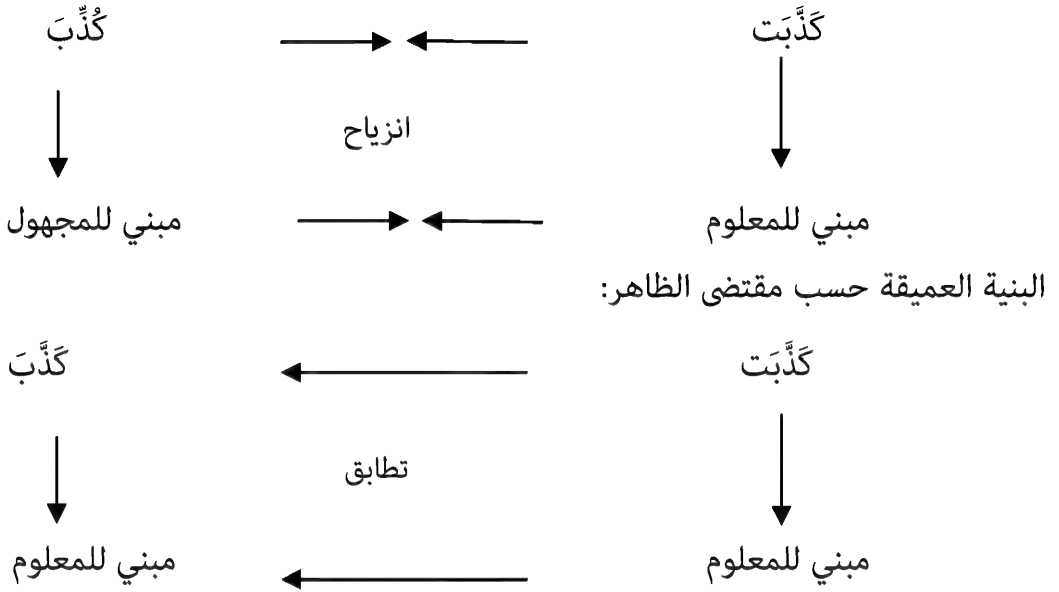 كَذَّبَت كُذِّبَ
انزياح
مبني للمعلوم مبني للمجهول
البنية العميقة حسب مقتضى الظاهر:
كَذَّبَت كَذَّبَ
تطابق
مبني للمعلوم مبني للمعلوم